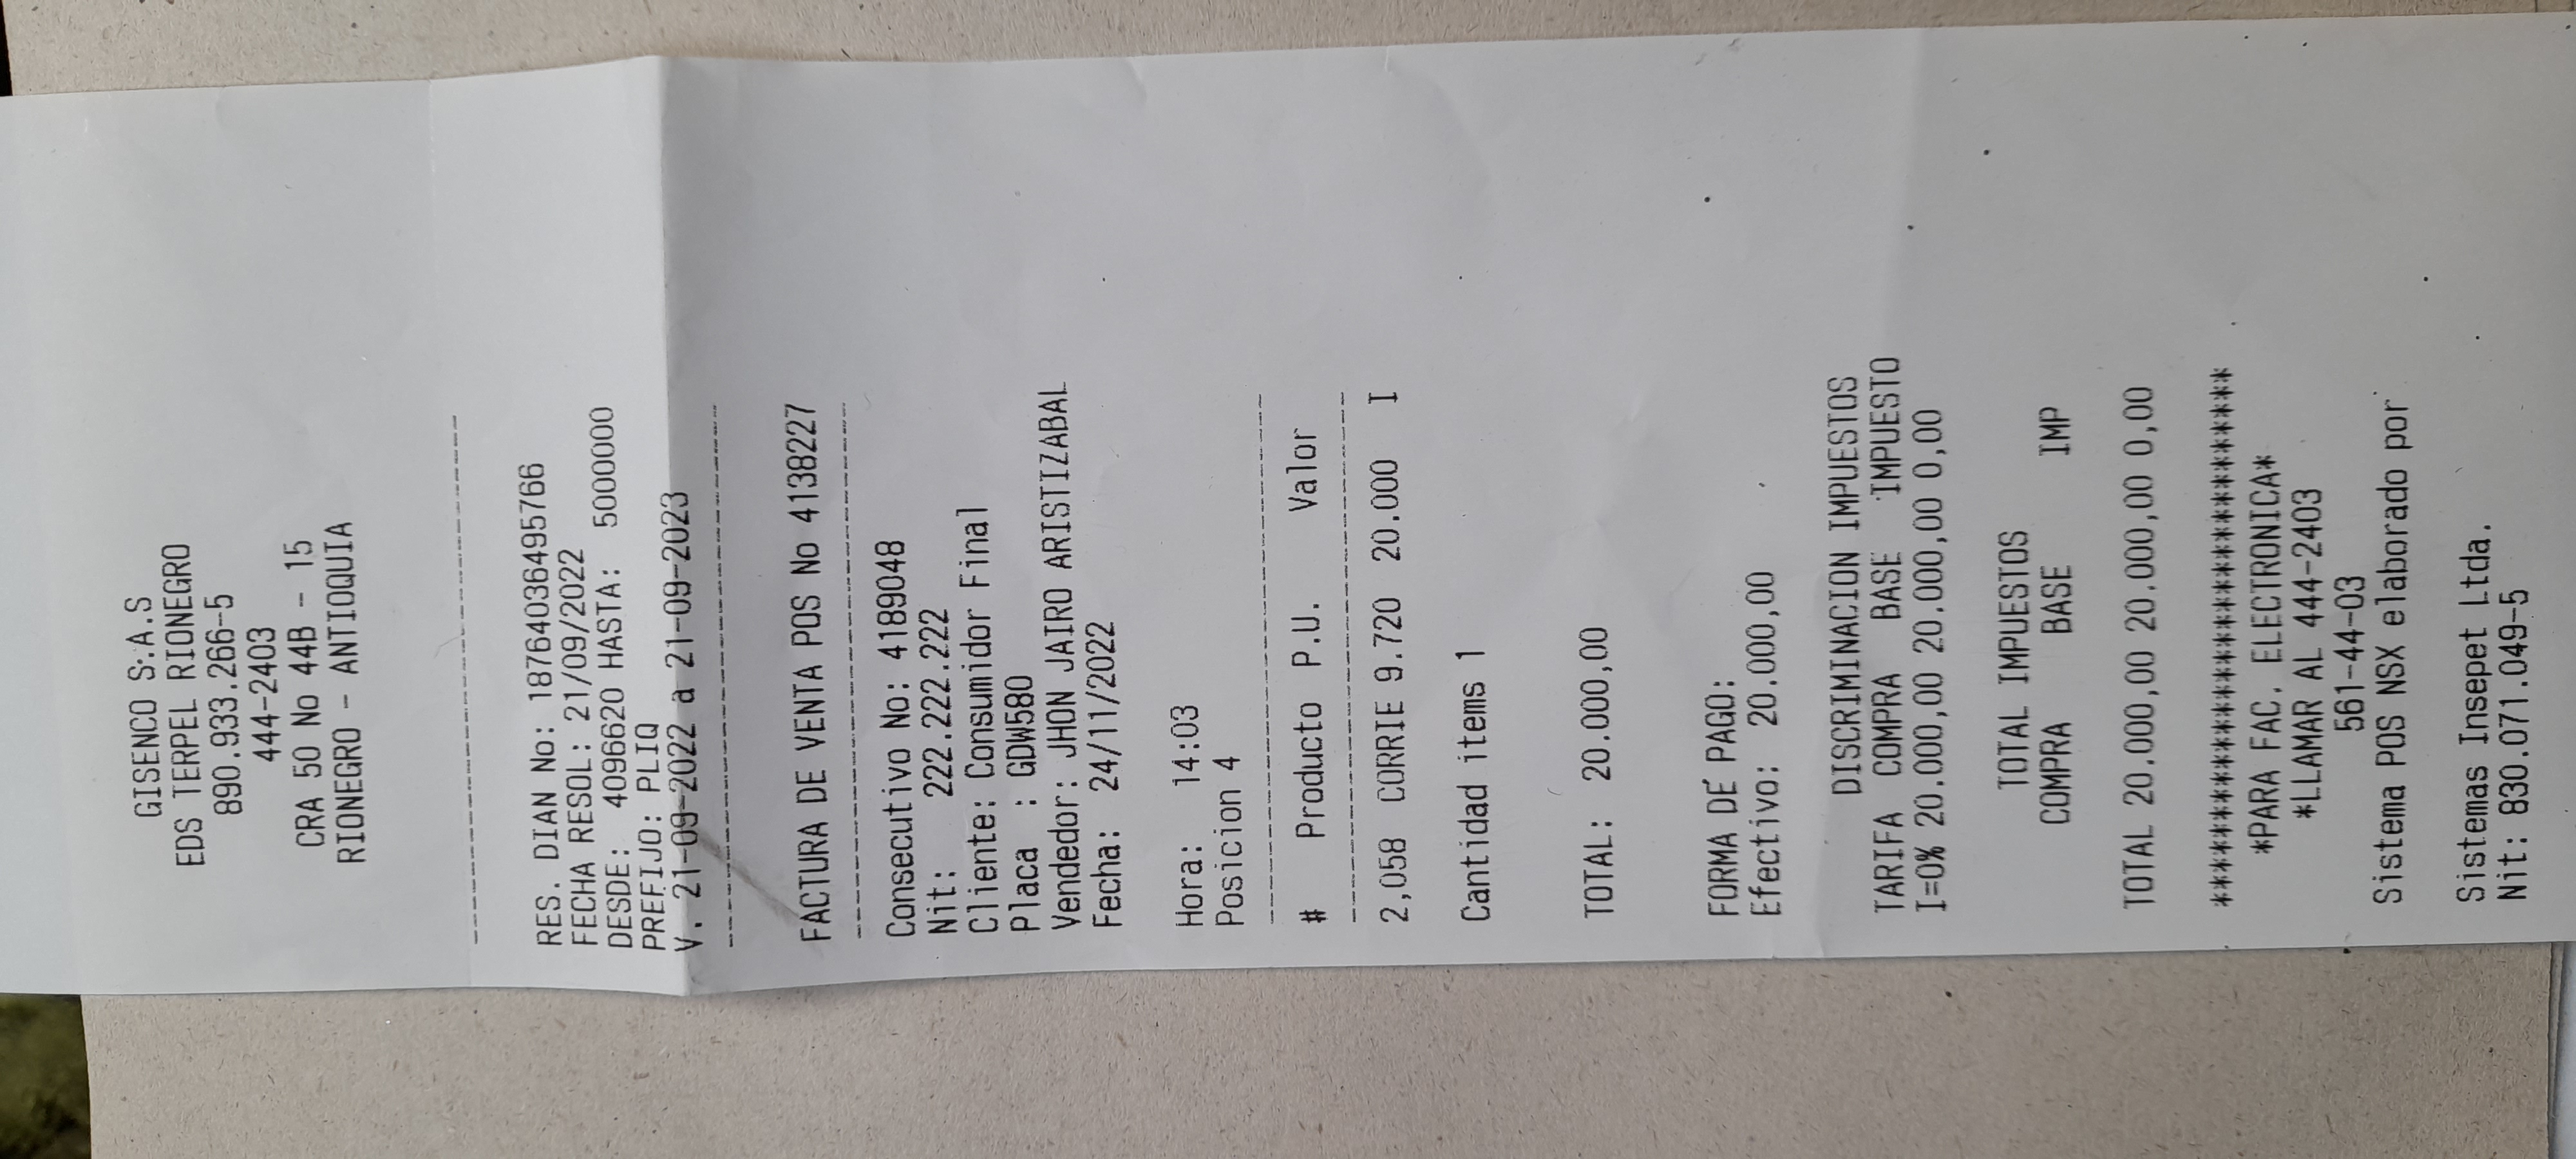 GISENCO S.A.S
EDS TERPEL RIONEGRO
890.933.266-5
444-2403
CRA 50 No 44B - 15
RIONEGRO - ANTIOQUIA
--------------------------------
RES. DIAN No: 18764036495766
FECHA RESOL: 21/09/2022
DESDE: 4096620 HASTA: 5000000
PREFIJO: PLIQ
V. 21-09-2022 a 21-09-2023
--------------------------------
FACTURA DE VENTA POS No 4138227
--------------------------------
Consecutivo No: 4189048
Nit: 222.222.222
Cliente: Consumidor Final
Placa : GDW580
Vendedor: JHON JAIRO ARISTIZABAL
Fecha: 24/11/2022
Hora: 14:03
Posicion 4
--------------------------------
# Producto P.U. Valor
--------------------------------
2,058 CORRIE 9.720 20.000 I
Cantidad items 1
TOTAL: 20.000,00
FORMA DE PAGO:
Efectivo: 20.000,00
DISCRIMINACION IMPUESTOS
TARIFA COMPRA BASE IMPUESTO
I=0% 20.000,00 20.000,00 0,00
TOTAL IMPUESTOS
COMPRA BASE IMP
TOTAL 20.000,00 20.000,00 0,00
********************************
*PARA FAC. ELECTRONICA*
*LLAMAR AL 444-2403
561-44-03
Sistema POS NSX elaborado por
Sistemas Insepet Ltda.
Nit: 830.071.049-5